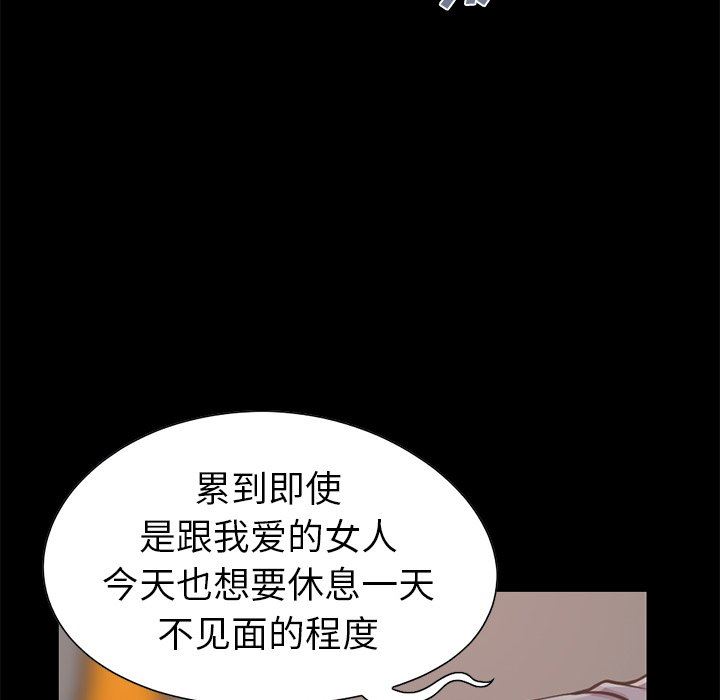 累到即使
是跟我爱的女人
今天也想要休息一天
不见面的程度